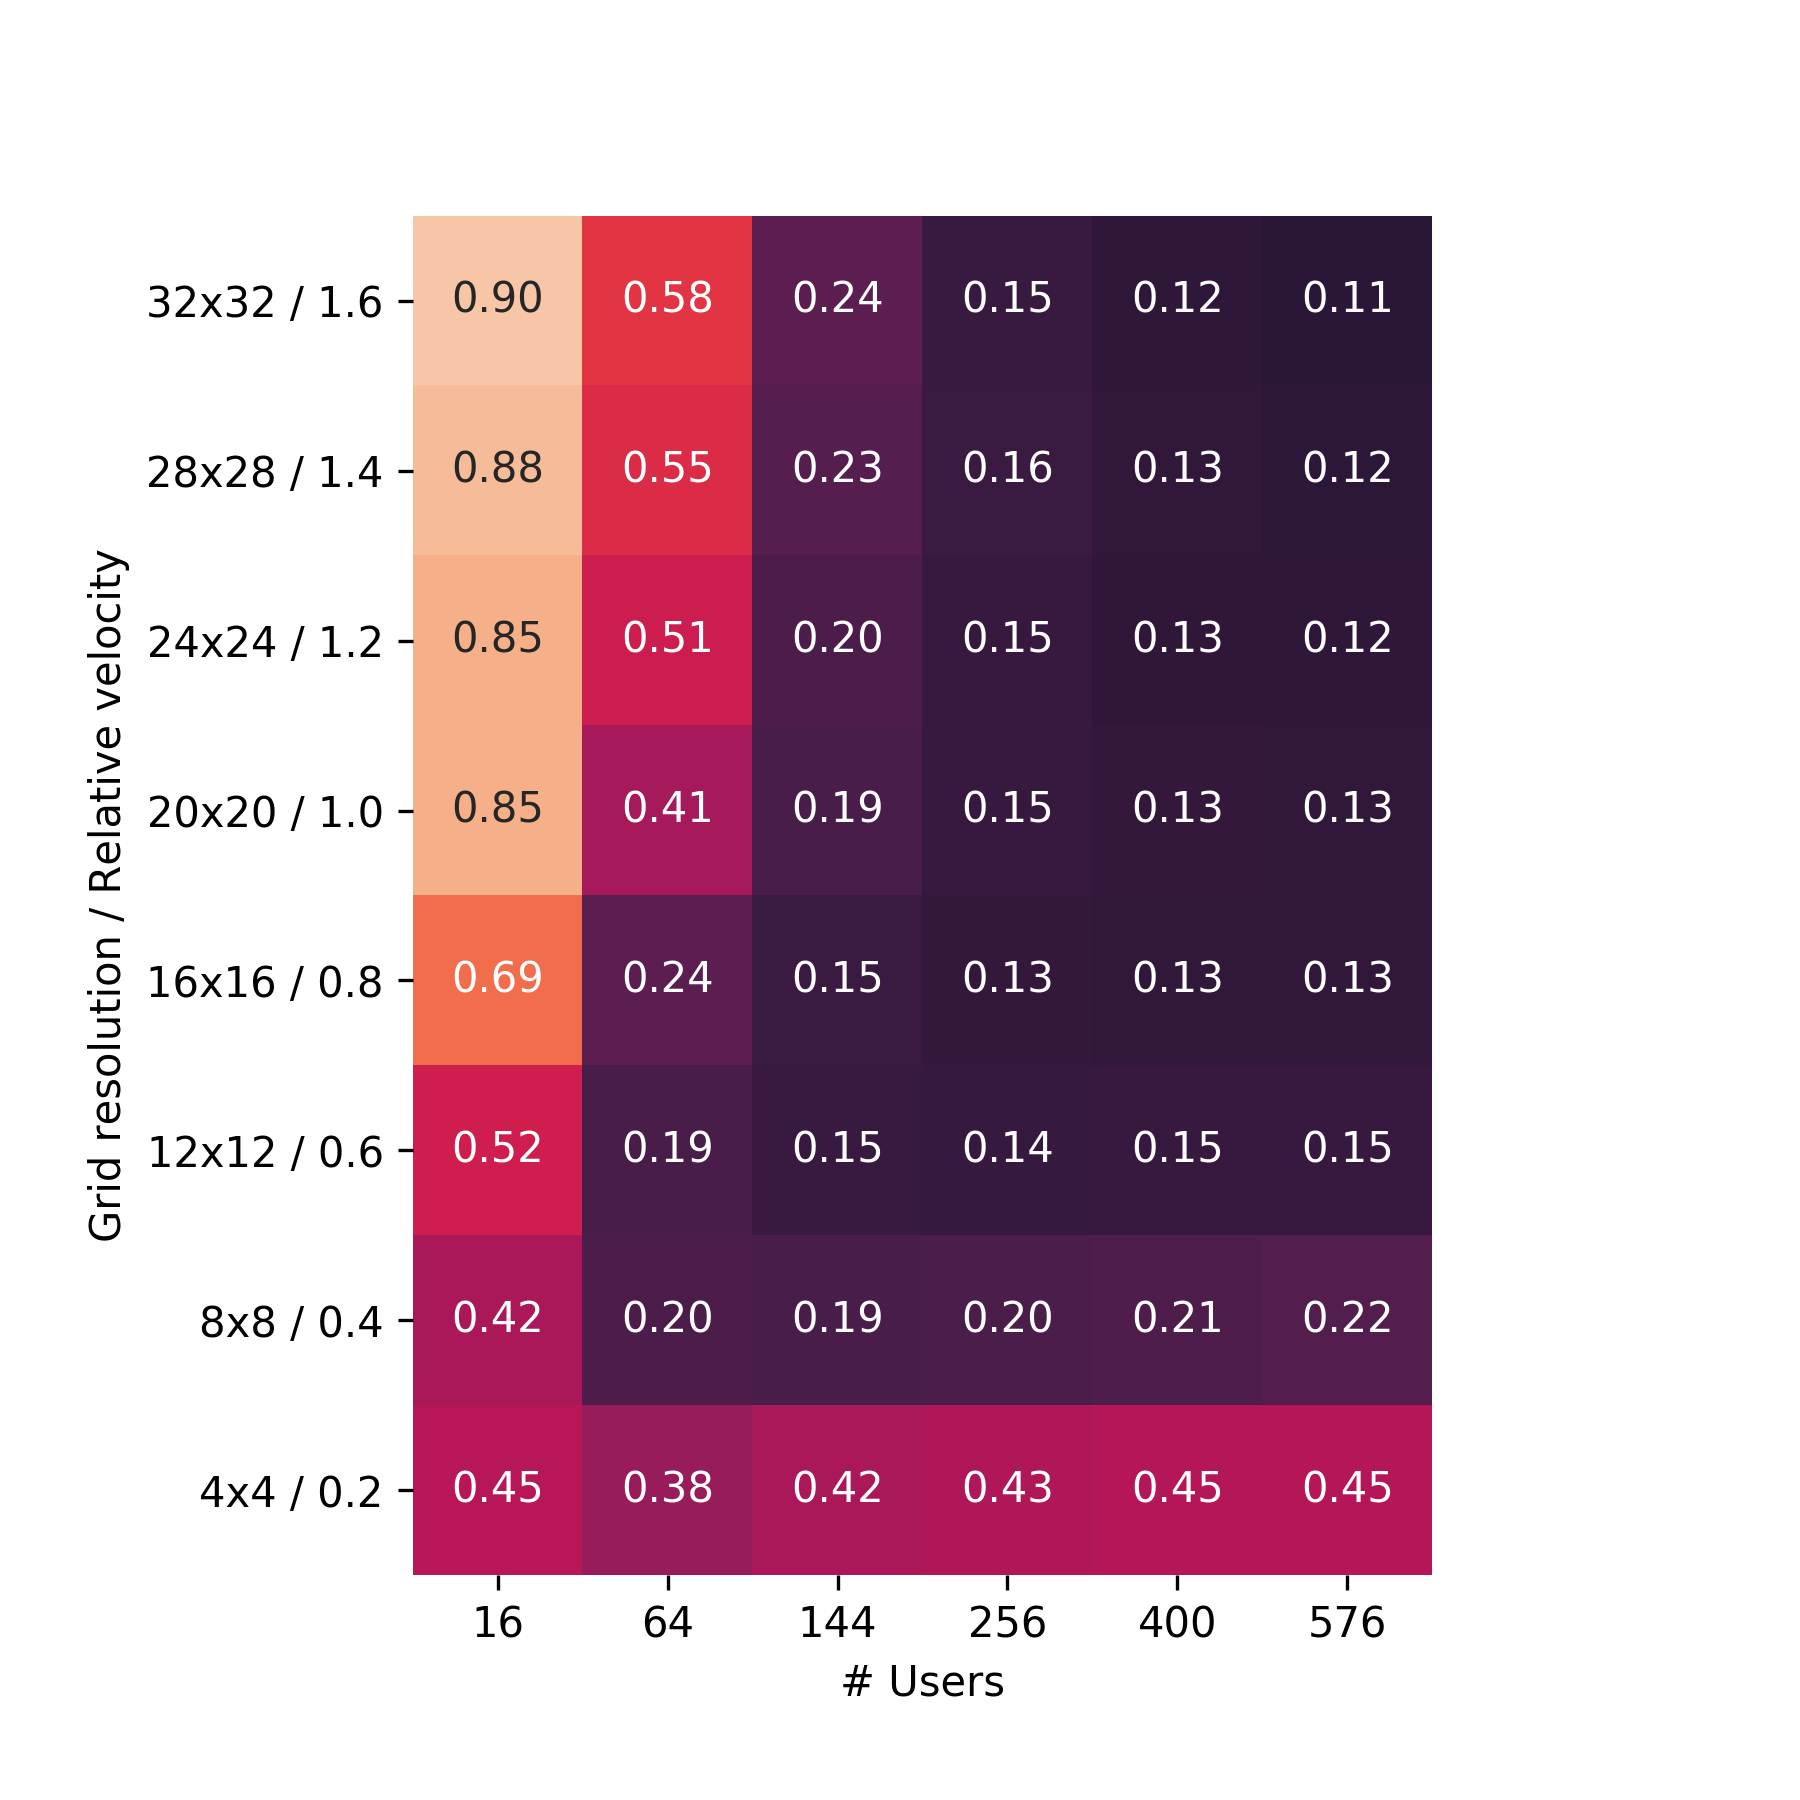 32x32 / 1.6 0.90 0.58 0.24 0.15 0.12 0.11
28x28 / 1.4 0.88 0.55 0.23 0.16 0.13 0.12
24x24 / 1.2 0.85 0.51 0.20 0.15 0.13 0.12
20x20 / 1.0 0.85 0.41 0.19 0.15 0.13 0.13
16x16 / 0.8 0.69 0.24 0.15 0.13 0.13 0.13
12x12 / 0.6 0.52 0.19 0.15 0.14 0.15 0.15
8x8 / 0.4 0.42 0.20 0.19 0.20 0.21 0.22
4x4 / 0.2 0.45 0.38 0.42 0.43 0.45 0.45
16 64 144 256 400 576
# Users
Grid resolution / Relative velocity